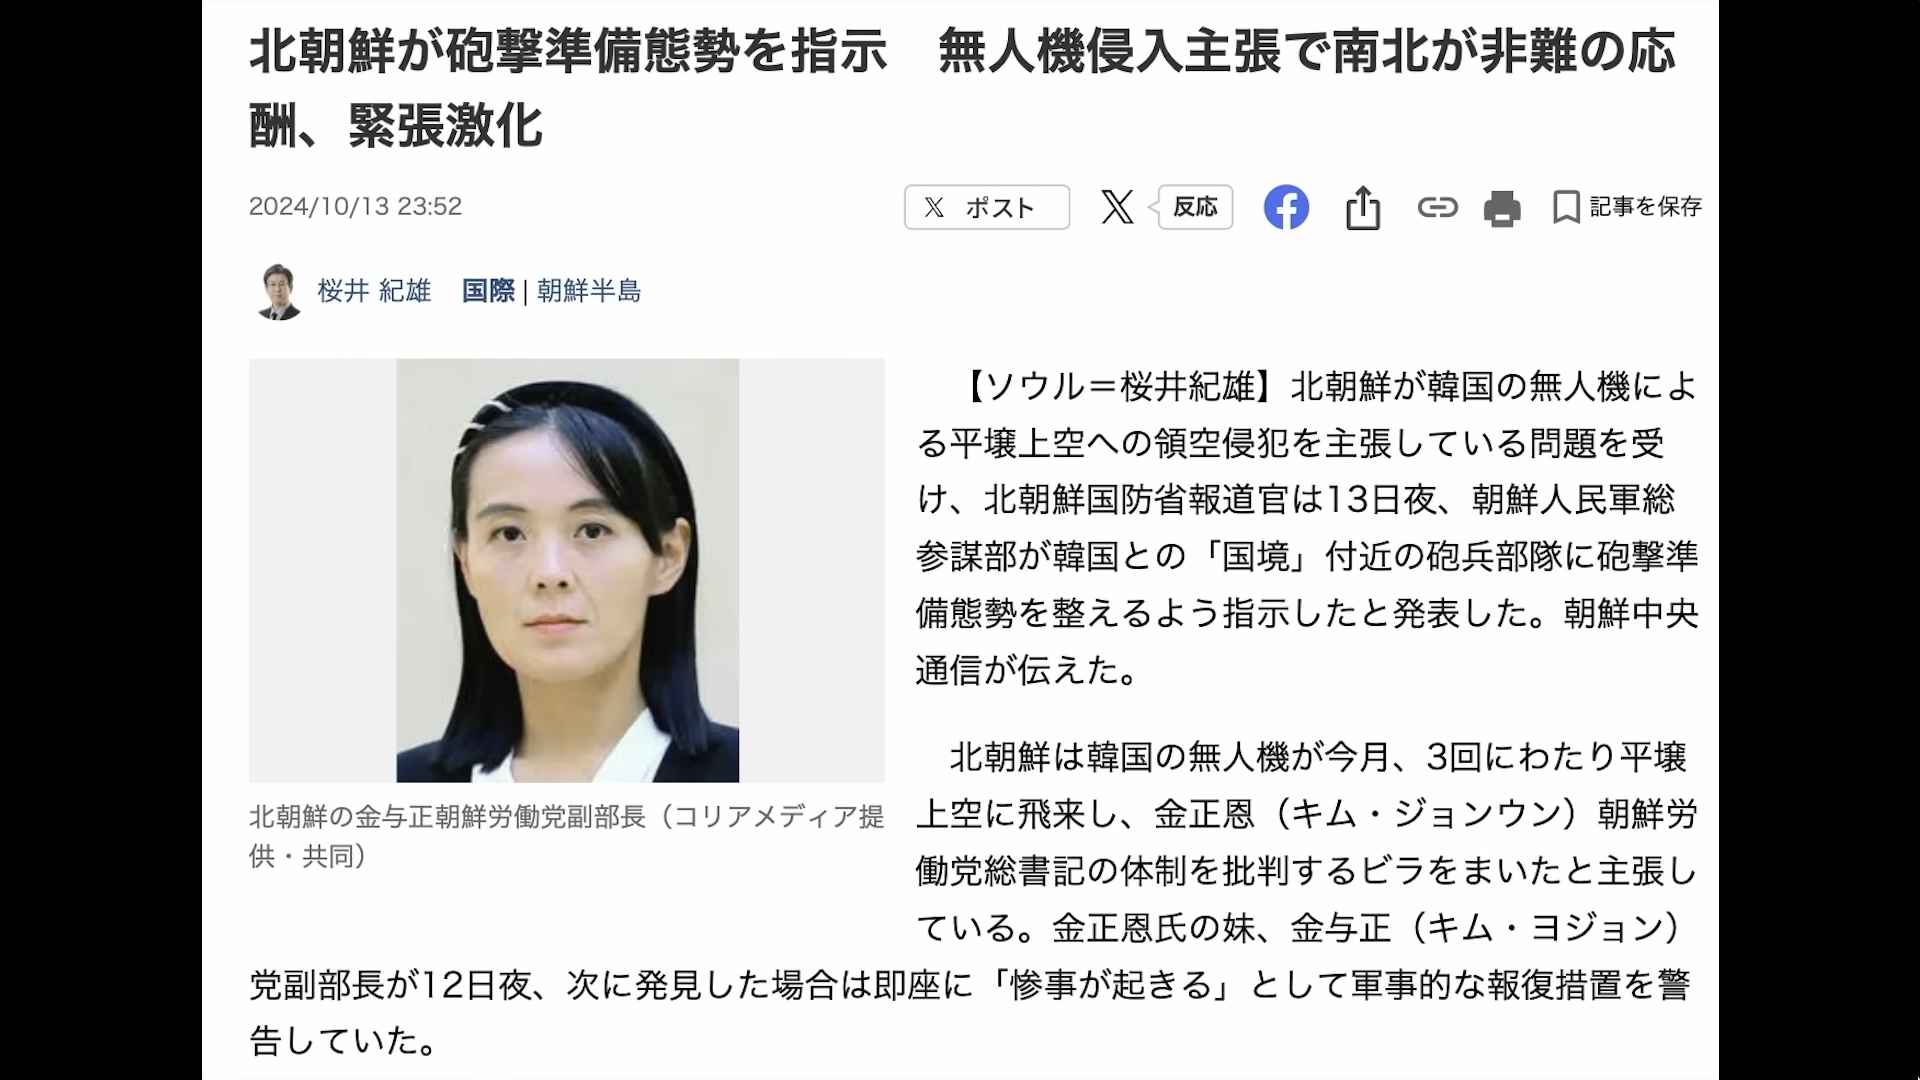 北朝鮮が砲撃準備態勢を指示　無人機侵入主張で南北が非難の応
酬、緊張激化
2024/10/13 23:52
X ポスト
X 反応
記事を保存
桜井 紀雄　国際 | 朝鮮半島
【ソウル＝桜井紀雄】北朝鮮が韓国の無人機によ
る平壌上空への領空侵犯を主張している問題を受
け、北朝鮮国防省報道官は13日夜、朝鮮人民軍総
参謀部が韓国との「国境」付近の砲兵部隊に砲撃準
備態勢を整えるよう指示したと発表した。朝鮮中央
通信が伝えた。
北朝鮮の金与正朝鮮労働党副部長（コリアメディア提
供・共同）
北朝鮮は韓国の無人機が今月、3回にわたり平壌
上空に飛来し、金正恩（キム・ジョンウン）朝鮮労
働党総書記の体制を批判するビラをまいたと主張し
ている。金正恩氏の妹、金与正（キム・ヨジョン）
党副部長が12日夜、次に発見した場合は即座に「惨事が起きる」として軍事的な報復措置を警
告していた。